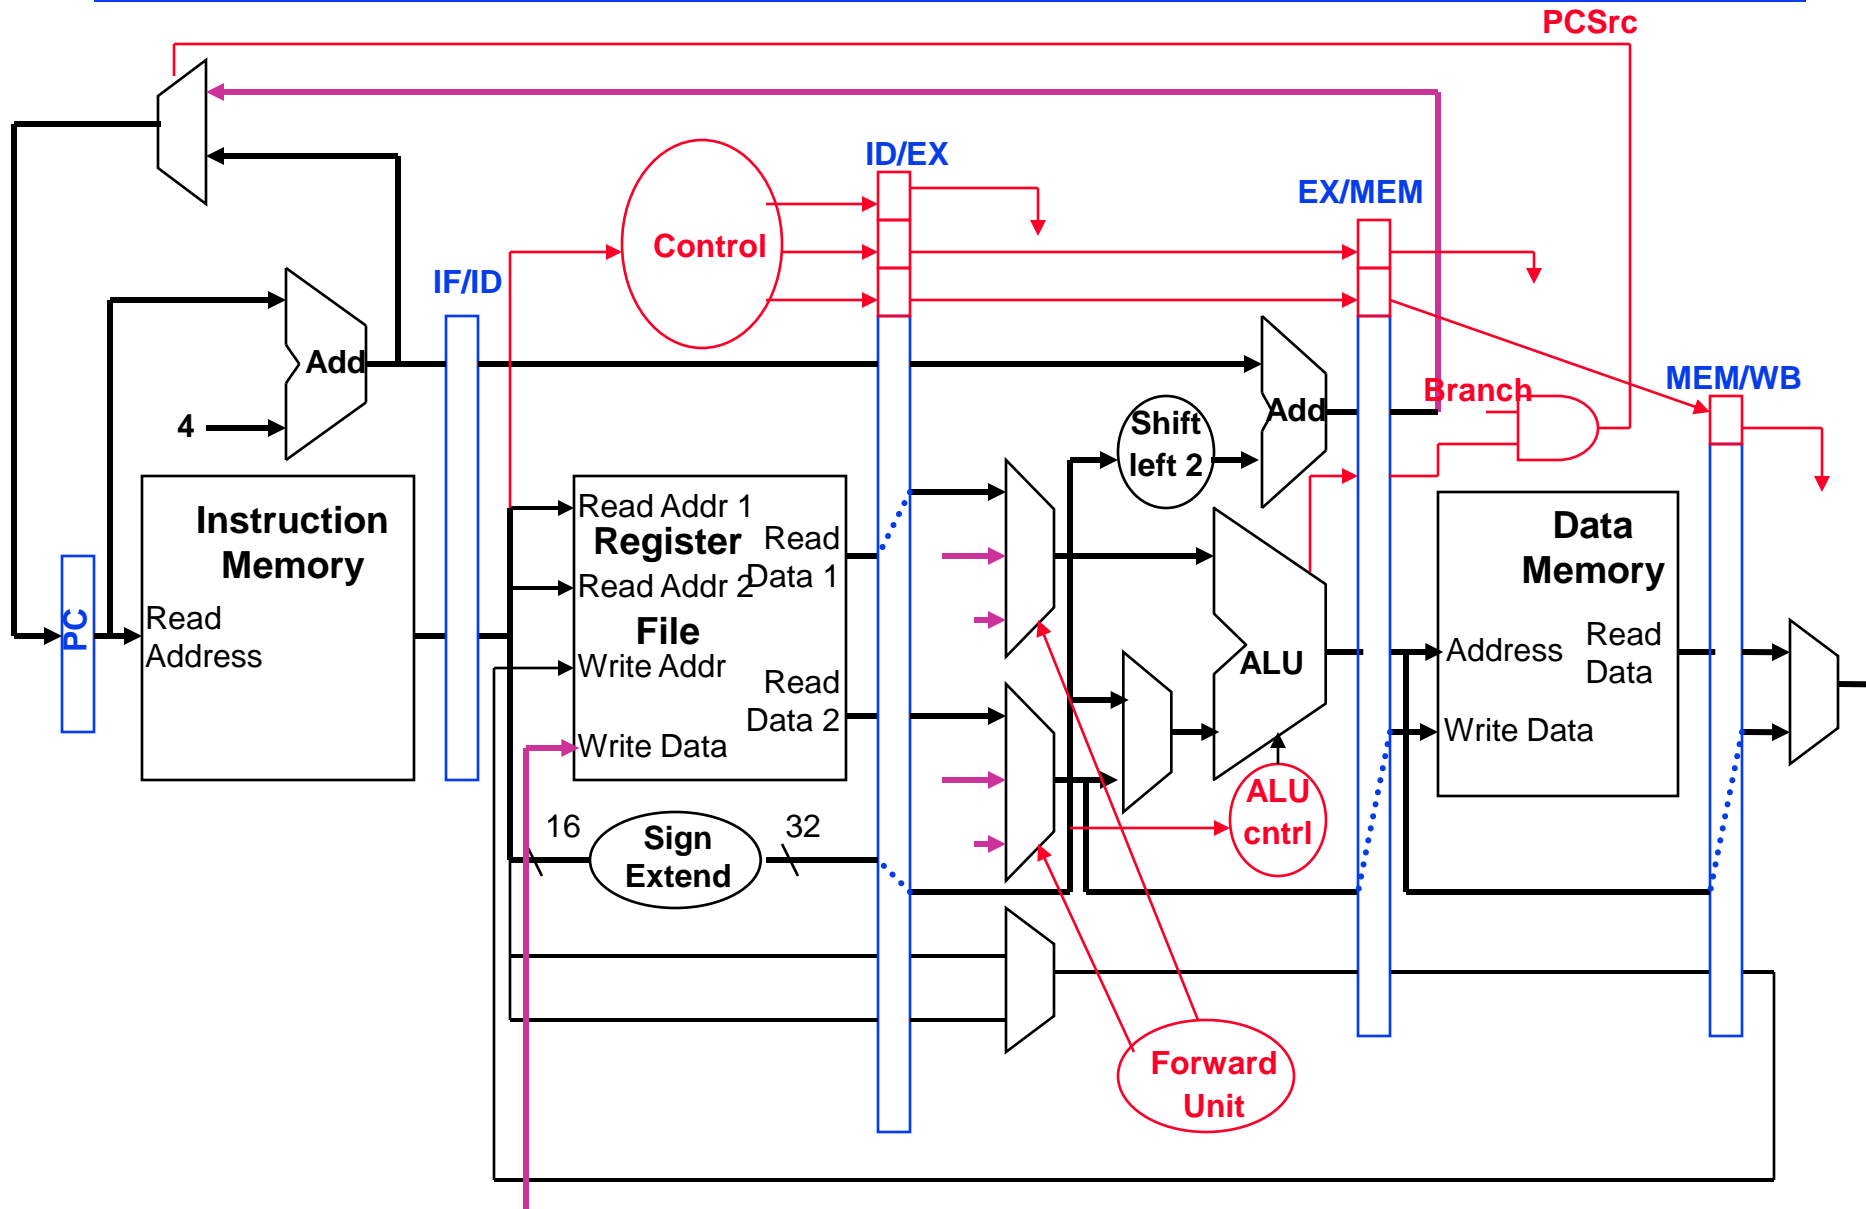 PCSrc
ID/EX
EX/MEM
Control
IF/ID
Add
4
Branch
MEM/WB
Shift
left 2
Add
Instruction
Memory
Read
Address
PC
Read Addr 1
Register
Read
Data 1
Read Addr 2
File
Write Addr
Read
Data 2
Write Data
ALU
Data
Memory
Address
Read
Data
Write Data
ALU
cntrl
16
Sign
Extend
32
Forward
Unit